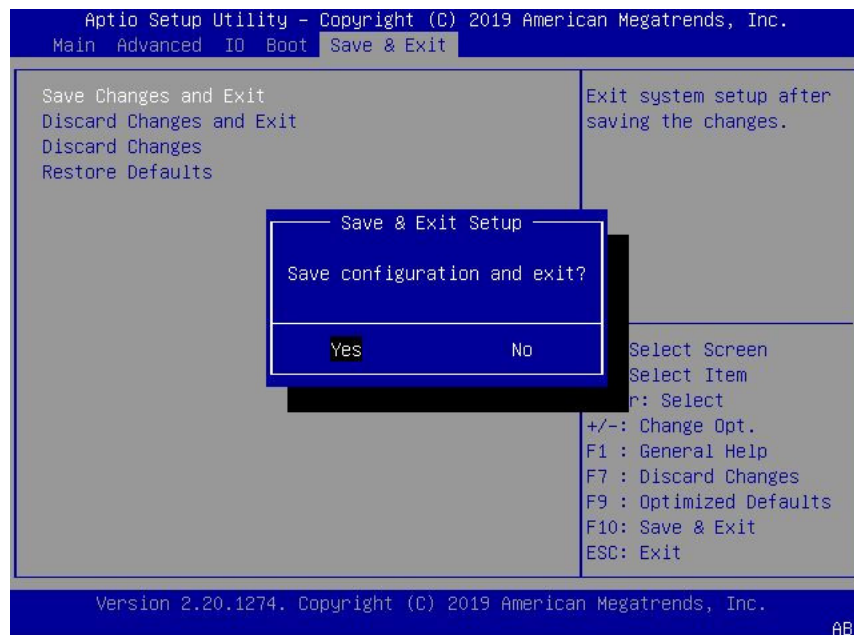 Aptio Setup Utility – Copyright (C) 2019 American Megatrends, Inc.
Main Advanced IO Boot Save & Exit
Save Changes and Exit
Discard Changes and Exit
Discard Changes
Restore Defaults
Exit system setup after
saving the changes.
Save & Exit Setup
Save configuration and exit?
Yes No
Select Screen
Select Item
r: Select
+/-: Change Opt.
F1 : General Help
F7 : Discard Changes
F9 : Optimized Defaults
F10: Save & Exit
ESC: Exit
Version 2.20.1274. Copyright (C) 2019 American Megatrends, Inc.
AB